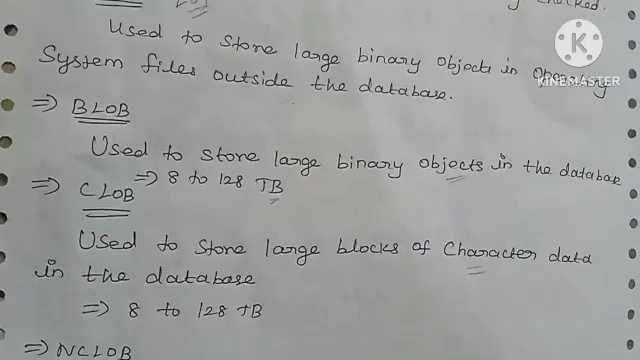 Used to store large binary objects in Operating
System files outside the database.
⇒ BLOB
Used to store large binary objects in the database
⇒ 8 to 128 TB
⇒ CLOB
Used to store large blocks of Character data
in the database
⇒ 8 to 128 TB
⇒ NCLOB
KINEMASTER